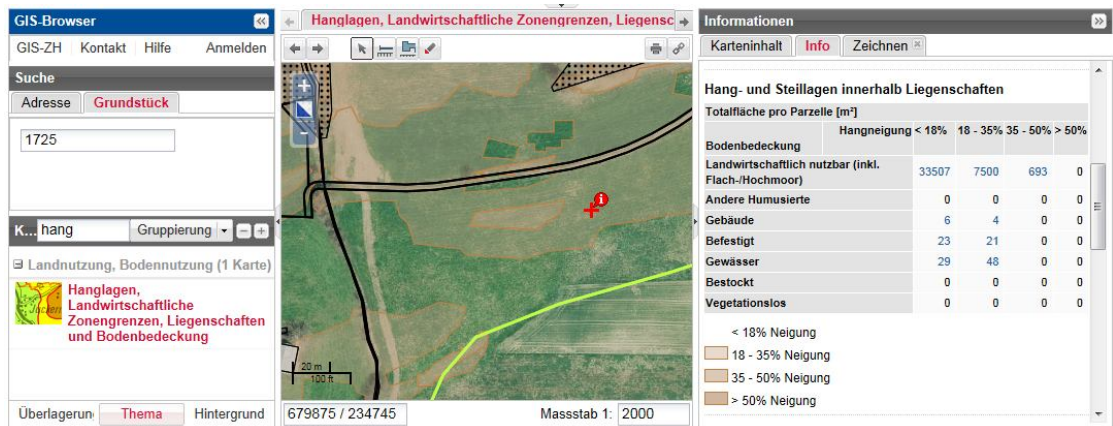 GIS-Browser
GIS-ZH Kontakt Hilfe Anmelden
Suche
Adresse Grundstück
1725
K... hang Gruppierung
Landnutzung, Bodennutzung (1 Karte)
Hanglagen,
Landwirtschaftliche
Zonengrenzen, Liegenschaften
und Bodenbedeckung
Überlagerun Thema Hintergrund
Hanglagen, Landwirtschaftliche Zonengrenzen, Liegensc
20 m
100 ft
679875 / 234745 Massstab 1: 2000
Informationen
Karteninhalt Info Zeichnen
Hang- und Steillagen innerhalb Liegenschaften
Totalfläche pro Parzelle [m²]
Hangneigung < 18% 18 - 35% 35 - 50% > 50%
Bodenbedeckung
Landwirtschaftlich nutzbar (inkl.
Flach-/Hochmoor) 33507 7500 693 0
Andere Humusierte 0 0 0 0
Gebäude 6 4 0 0
Befestigt 23 21 0 0
Gewässer 29 48 0 0
Bestockt 0 0 0 0
Vegetationslos 0 0 0 0
< 18% Neigung
18 - 35% Neigung
35 - 50% Neigung
> 50% Neigung